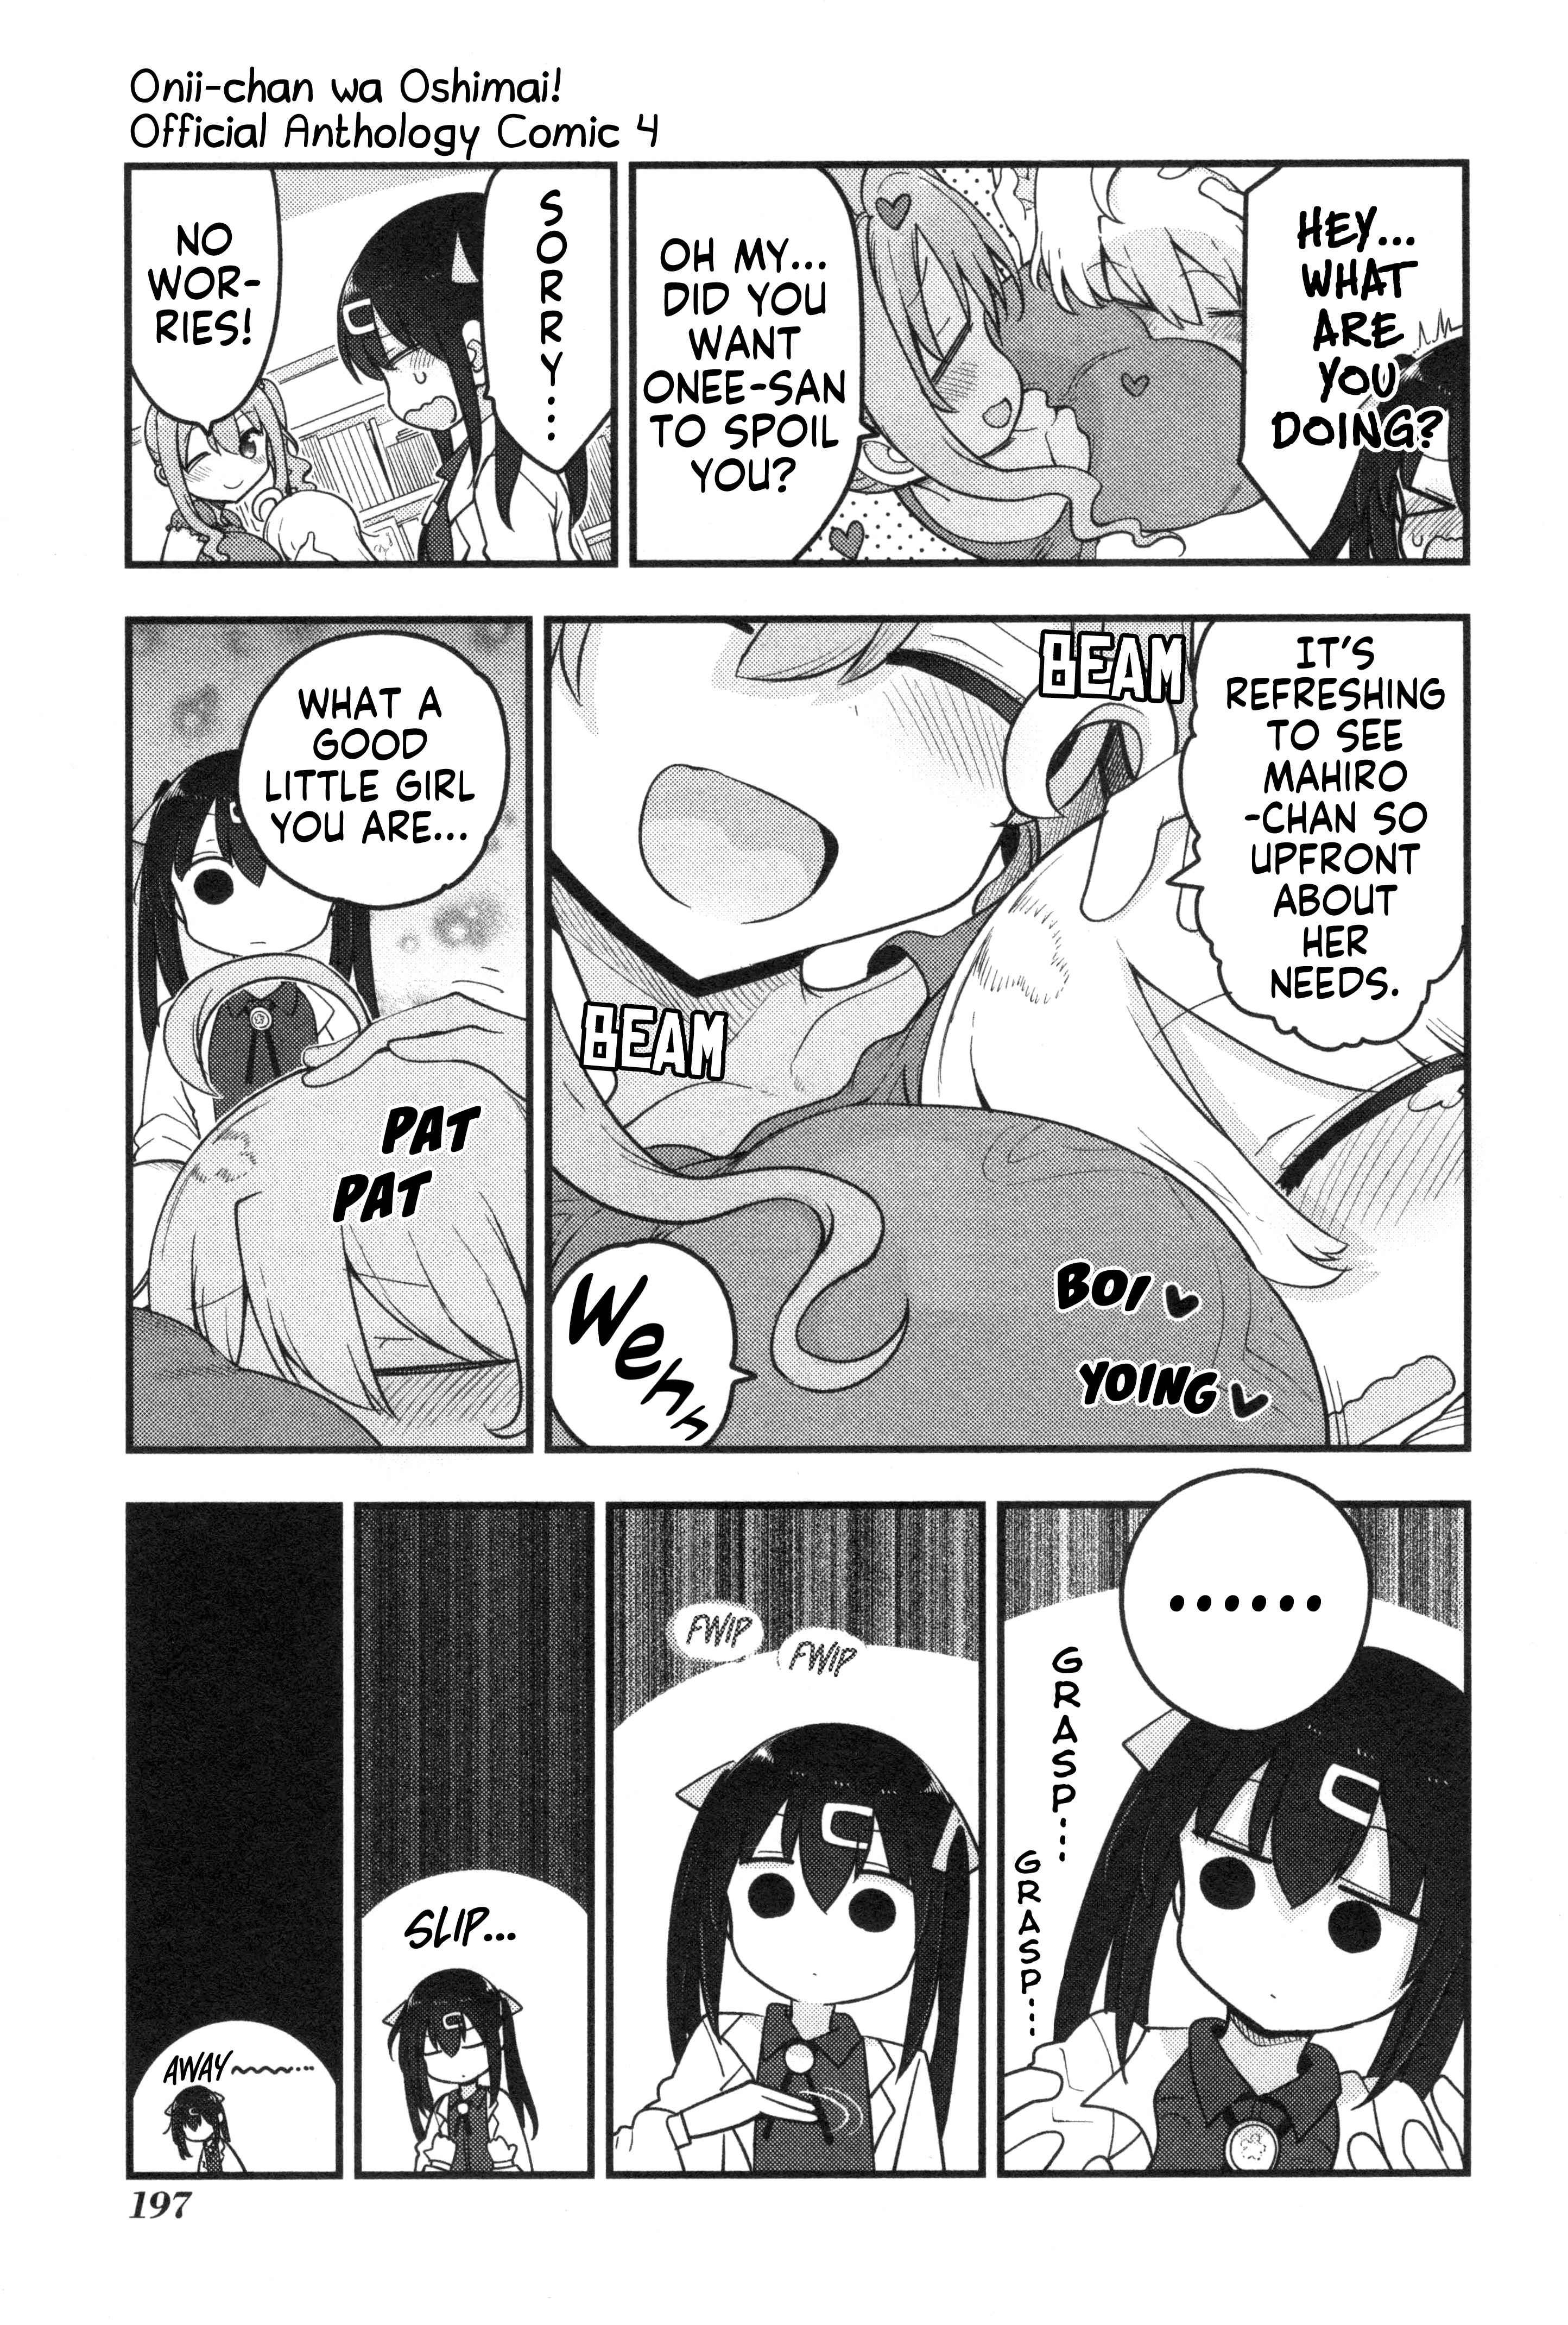 Onii-chan wa Oshimai!
Official Anthology Comic 4
HEY...
WHAT
ARE
YOU
DOING?
OH MY...
DID YOU
WANT
ONEE-SAN
TO SPOIL
YOU?
SORRY...
NO
WOR-
RIES!
IT'S
REFRESHING
TO SEE
MAHIRO
-CHAN SO
UPFRONT
ABOUT
HER
NEEDS.
BEAM
BEAM
BOI
YOING
Wehh
WHAT A
GOOD
LITTLE GIRL
YOU ARE...
PAT
PAT
......
GRASP...
GRASP...
FWIP
FWIP
SLIP...
AWAY~~~...
197